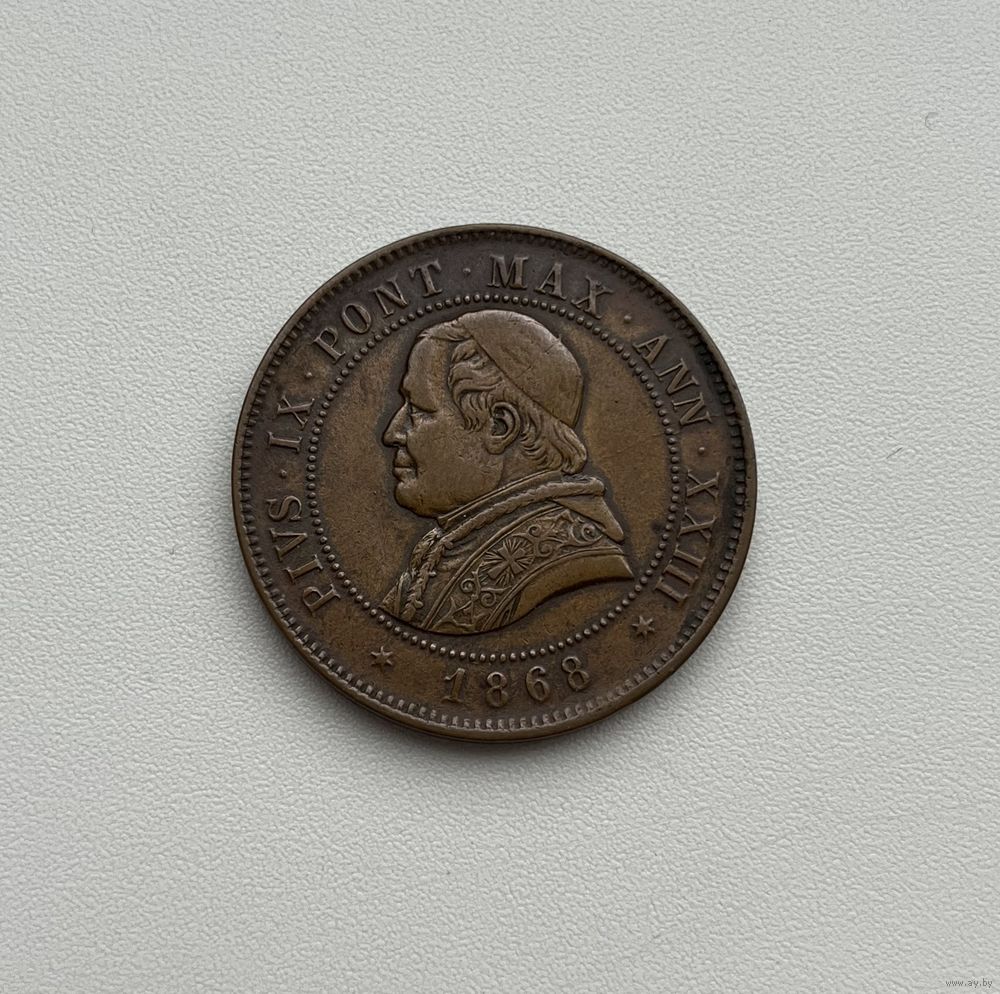 PIVS · IX · PONT · MAX · ANN · XXIII
* 1868 *
www.ay.by